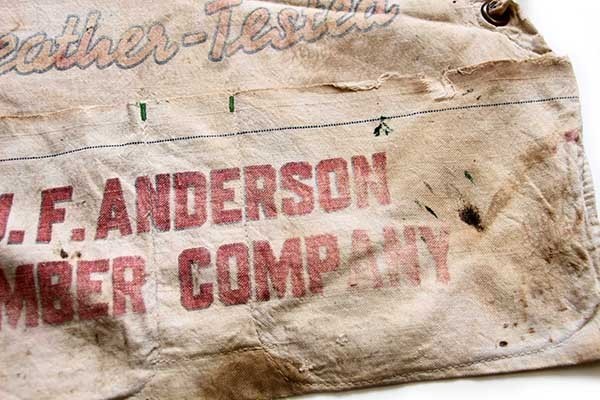 eather-Tested
J. F. ANDERSON
MBER COMPANY